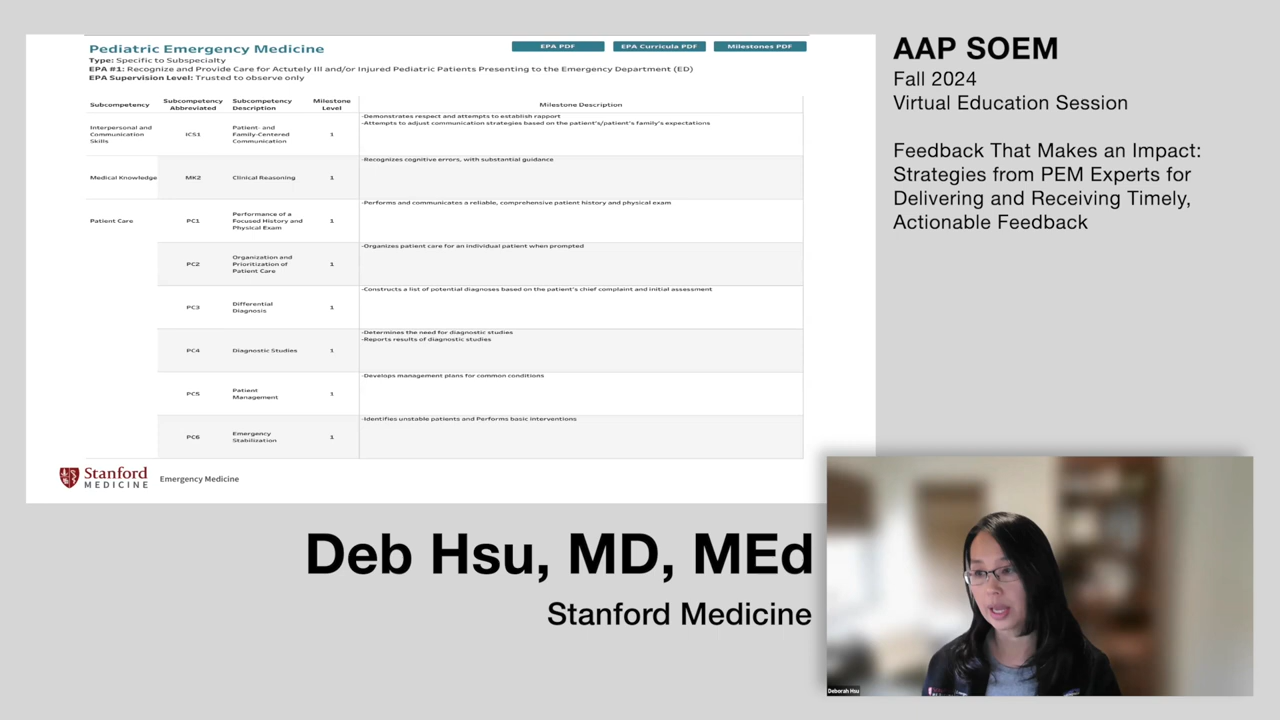 Pediatric Emergency Medicine
EPA PDF
EPA Curricula PDF
Milestones PDF
Type: Specific to Subspecialty
EPA #1: Recognize and Provide Care for Actutely Ill and/or Injured Pediatric Patients Presenting to the Emergency Department (ED)
EPA Supervision Level: Trusted to observe only
Subcompetency
Subcompetency
Abbreviated
Subcompetency
Description
Milestone
Level
Milestone Description
Interpersonal and
Communication
Skills
ICS1
Patient- and
Family-Centered
Communication
1
-Demonstrates respect and attempts to establish rapport
-Attempts to adjust communication strategies based on the patient's/patient's family's expectations
Medical Knowledge
MK2
Clinical Reasoning
1
-Recognizes cognitive errors, with substantial guidance
Patient Care
PC1
Performance of a
Focused History and
Physical Exam
1
-Performs and communicates a reliable, comprehensive patient history and physical exam
PC2
Organization and
Prioritization of
Patient Care
1
-Organizes patient care for an individual patient when prompted
PC3
Differential
Diagnosis
1
-Constructs a list of potential diagnoses based on the patient's chief complaint and initial assessment
PC4
Diagnostic Studies
1
-Determines the need for diagnostic studies
-Reports results of diagnostic studies
PC5
Patient
Management
1
-Develops management plans for common conditions
PC6
Emergency
Stabilization
1
-Identifies unstable patients and Performs basic interventions
Stanford
MEDICINE
Emergency Medicine
AAP SOEM
Fall 2024
Virtual Education Session
Feedback That Makes an Impact:
Strategies from PEM Experts for
Delivering and Receiving Timely,
Actionable Feedback
Deb Hsu, MD, MEd
Stanford Medicine
Deborah Hsu